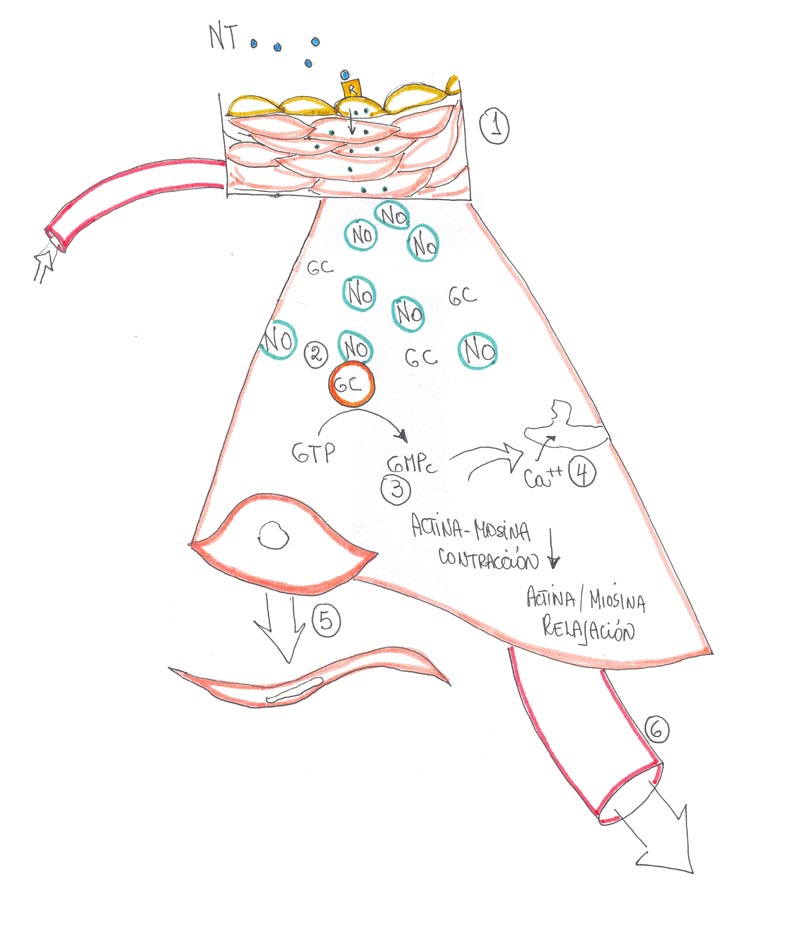 NT
R
1
NO
NO
NO
GC
NO
GC
NO
NO
2
NO
GC
NO
GC
GTP
GMPc
3
Ca++ 4
ACTINA-MIOSINA
CONTRACCIÓN
ACTINA/MIÓSINA
RELAJACIÓN
5
6